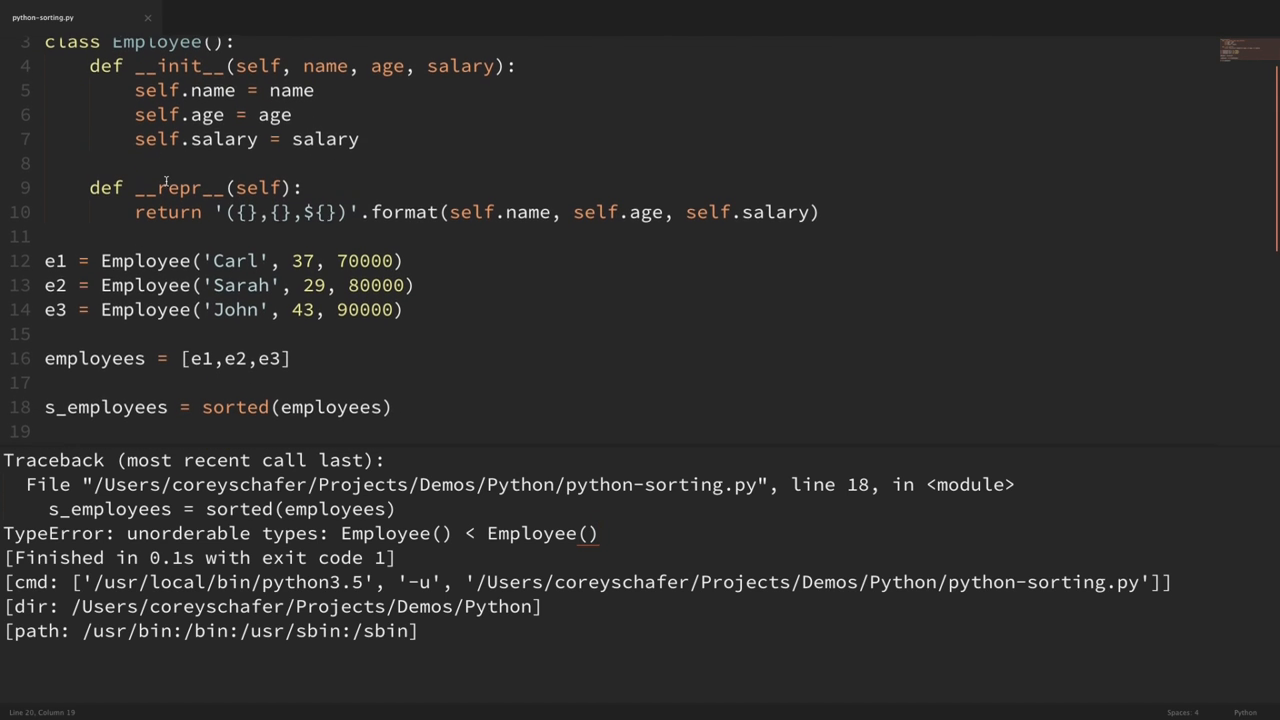 python-sorting.py ×
3 class Employee():
4 def __init__(self, name, age, salary):
5 self.name = name
6 self.age = age
7 self.salary = salary
8
9 def __repr__(self):
10 return '({},{},${})'.format(self.name, self.age, self.salary)
11
12 e1 = Employee('Carl', 37, 70000)
13 e2 = Employee('Sarah', 29, 80000)
14 e3 = Employee('John', 43, 90000)
15
16 employees = [e1,e2,e3]
17
18 s_employees = sorted(employees)
19
Traceback (most recent call last):
File "/Users/coreyschafer/Projects/Demos/Python/python-sorting.py", line 18, in <module>
s_employees = sorted(employees)
TypeError: unorderable types: Employee() < Employee()
[Finished in 0.1s with exit code 1]
[cmd: ['/usr/local/bin/python3.5', '-u', '/Users/coreyschafer/Projects/Demos/Python/python-sorting.py']]
[dir: /Users/coreyschafer/Projects/Demos/Python]
[path: /usr/bin:/bin:/usr/sbin:/sbin]
Line 20, Column 19 Spaces: 4 Python